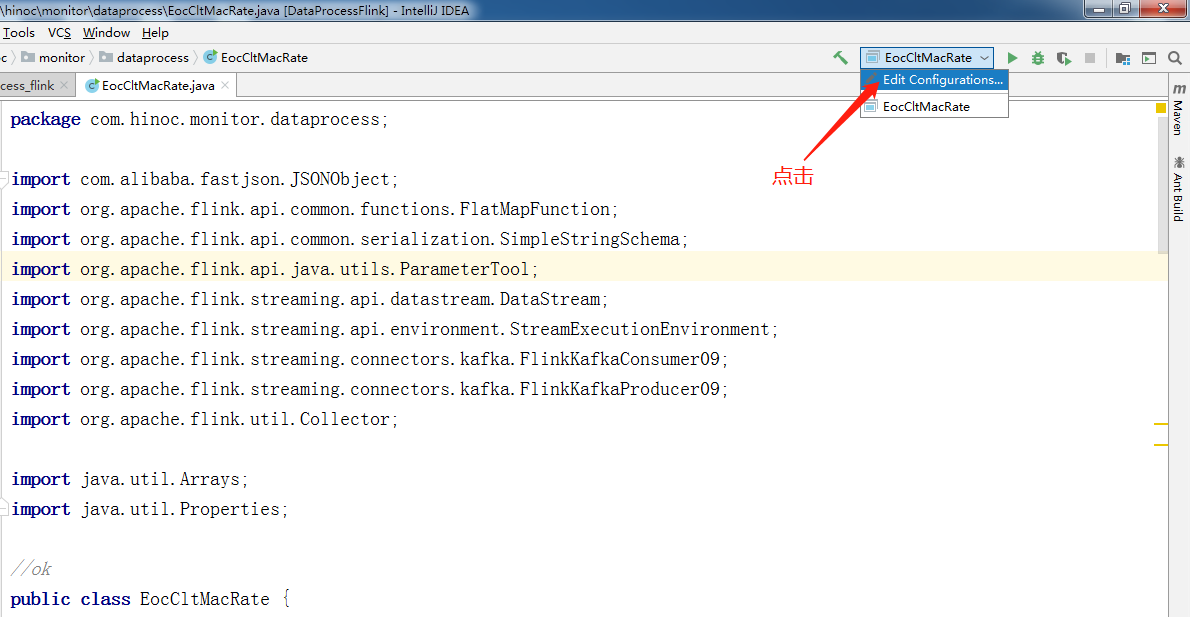 \hinoc\monitor\dataprocess\EocCltMacRate.java [DataProcessFlink] - IntelliJ IDEA
Tools VCS Window Help
c monitor dataprocess EocCltMacRate
EocCltMacRate
cess_flink EocCltMacRate.java
Edit Configurations...
EocCltMacRate
点击
m Maven
Ant Build
package com.hinoc.monitor.dataprocess;
import com.alibaba.fastjson.JSONObject;
import org.apache.flink.api.common.functions.FlatMapFunction;
import org.apache.flink.api.common.serialization.SimpleStringSchema;
import org.apache.flink.api.java.utils.ParameterTool;
import org.apache.flink.streaming.api.datastream.DataStream;
import org.apache.flink.streaming.api.environment.StreamExecutionEnvironment;
import org.apache.flink.streaming.connectors.kafka.FlinkKafkaConsumer09;
import org.apache.flink.streaming.connectors.kafka.FlinkKafkaProducer09;
import org.apache.flink.util.Collector;
import java.util.Arrays;
import java.util.Properties;
//ok
public class EocCltMacRate {